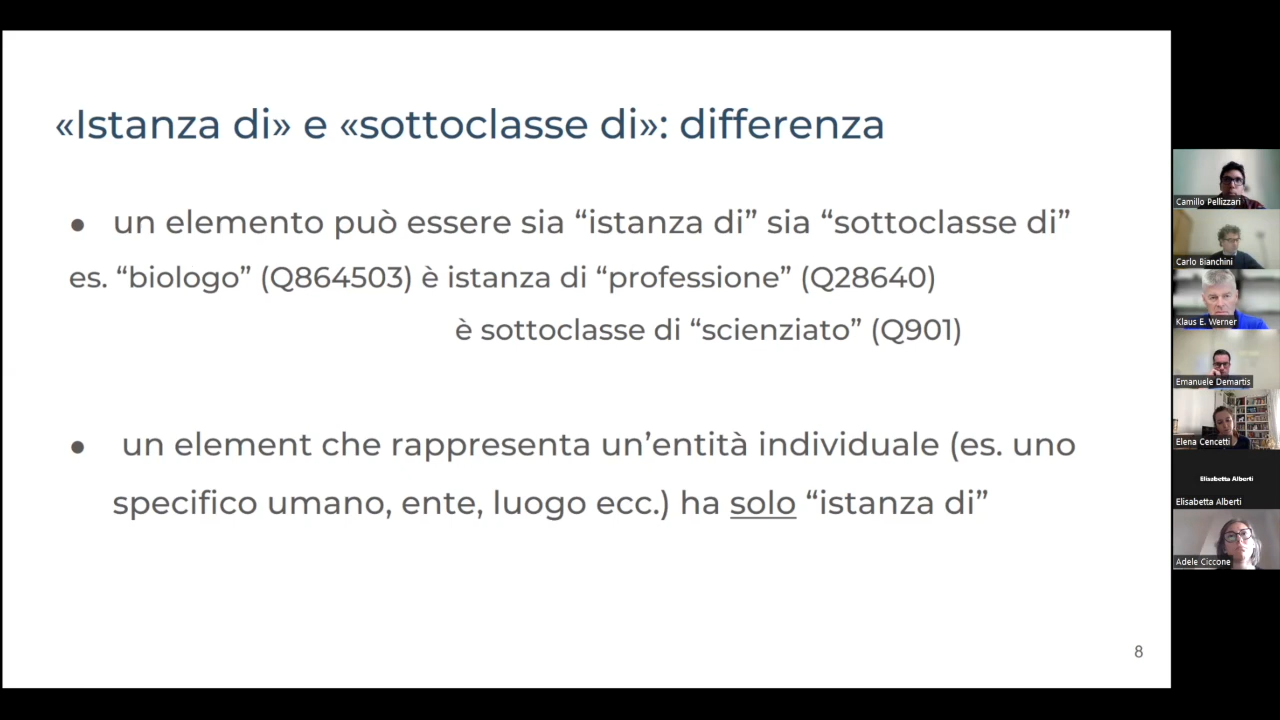 «Istanza di» e «sottoclasse di»: differenza
● un elemento può essere sia “istanza di” sia “sottoclasse di”
es. “biologo” (Q864503) è istanza di “professione” (Q28640)
è sottoclasse di “scienziato” (Q901)
● un element che rappresenta un’entità individuale (es. uno
specifico umano, ente, luogo ecc.) ha solo “istanza di”
8
Camillo Pellizzari
Carlo Bianchini
Klaus E. Werner
Emanuele Demartis
Elena Cencetti
Elisabetta Alberti
Elisabetta Alberti
Adele Ciccone